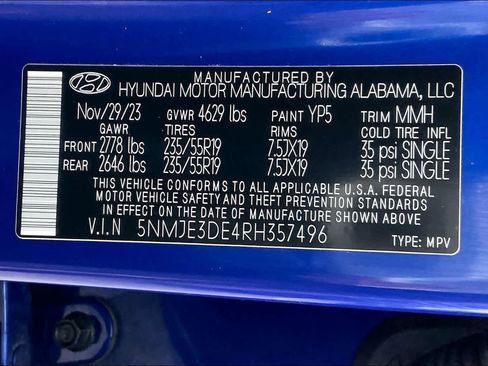 MANUFACTURED BY
HYUNDAI MOTOR MANUFACTURING ALABAMA, LLC
Nov/29/23 GVWR 4629 lbs PAINT YP5 TRIM MMH
GAWR TIRES RIMS COLD TIRE INFL
FRONT 2778 lbs 235/55R19 7.5JX19 35 psi SINGLE
REAR 2646 lbs 235/55R19 7.5JX19 35 psi SINGLE
THIS VEHICLE CONFORMS TO ALL APPLICABLE U.S.A. FEDERAL
MOTOR VEHICLE SAFETY AND THEFT PREVENTION STANDARDS
IN EFFECT ON THE DATE OF MANUFACTURE SHOWN ABOVE.
V.I.N 5NMJE3DE4RH357496
TYPE: MPV